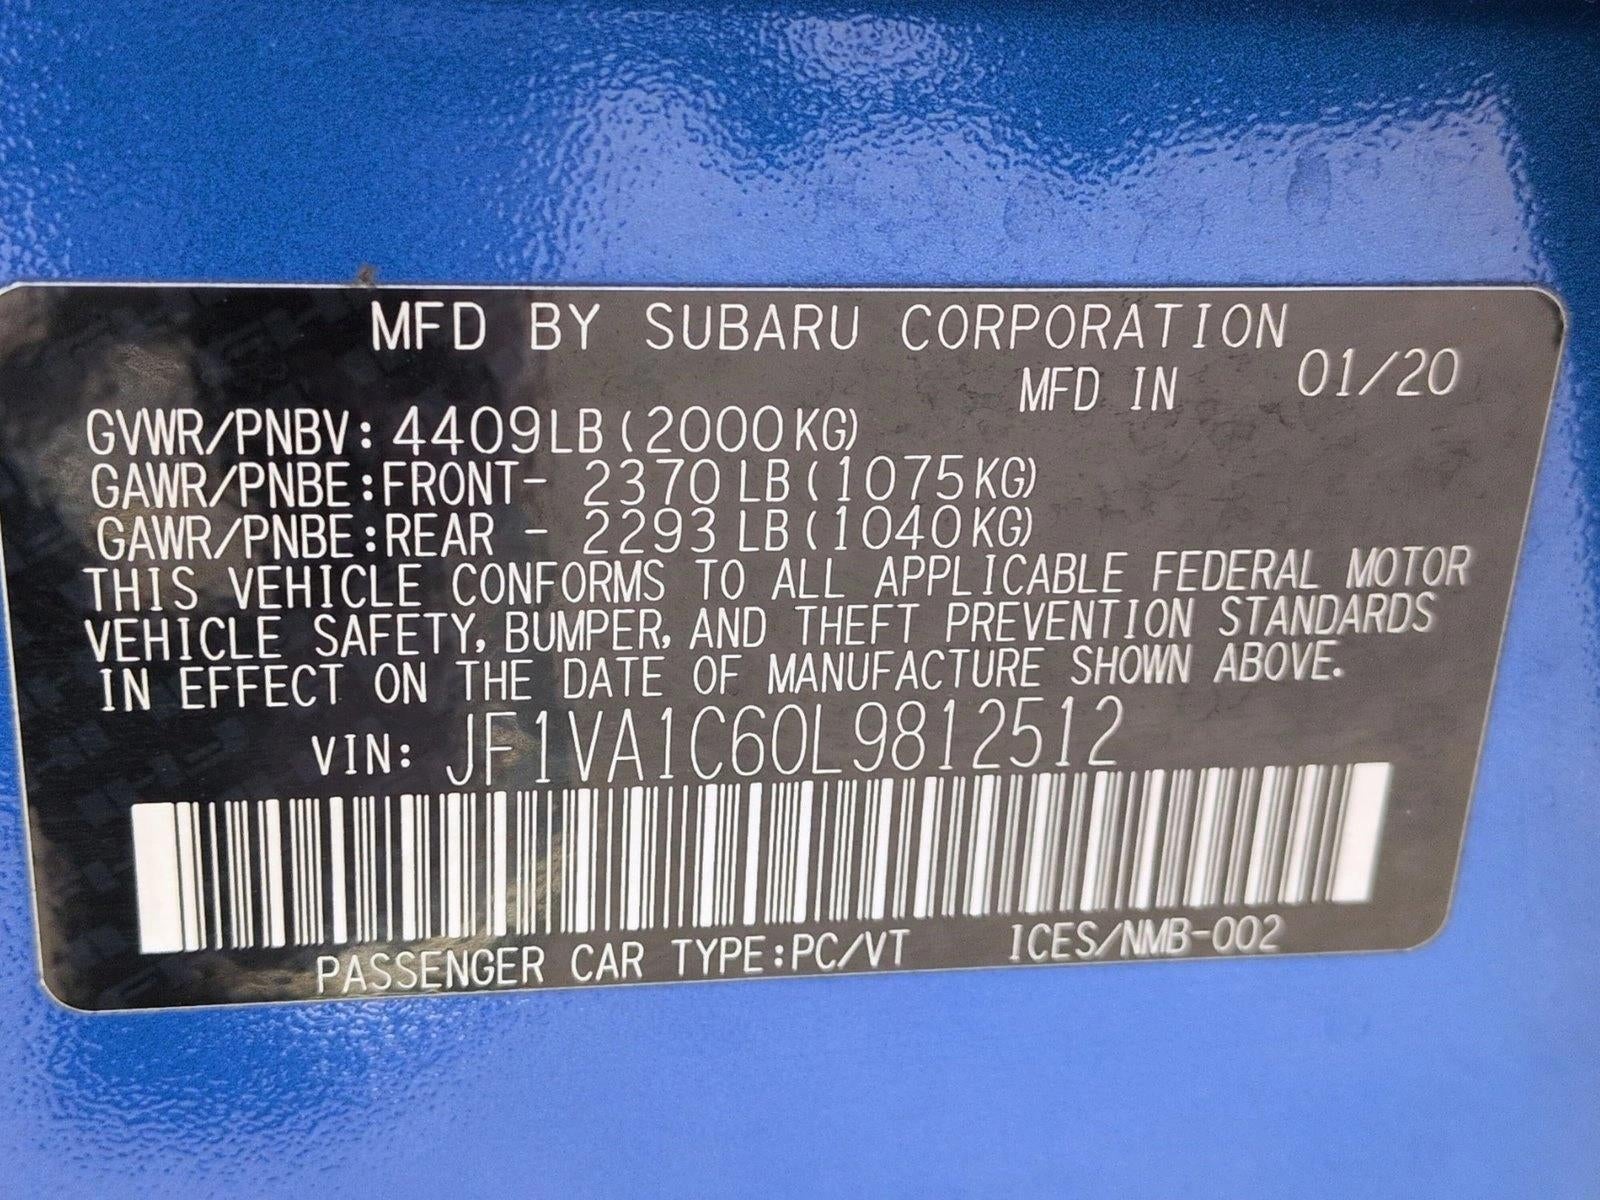 MFD BY SUBARU CORPORATION
MFD IN 01/20
GVWR/PNBV: 4409LB(2000KG)
GAWR/PNBE:FRONT- 2370LB(1075KG)
GAWR/PNBE:REAR - 2293LB(1040KG)
THIS VEHICLE CONFORMS TO ALL APPLICABLE FEDERAL MOTOR
VEHICLE SAFETY, BUMPER, AND THEFT PREVENTION STANDARDS
IN EFFECT ON THE DATE OF MANUFACTURE SHOWN ABOVE.
VIN: JF1VA1C60L9812512
PASSENGER CAR TYPE:PC/VT ICES/NMB-002